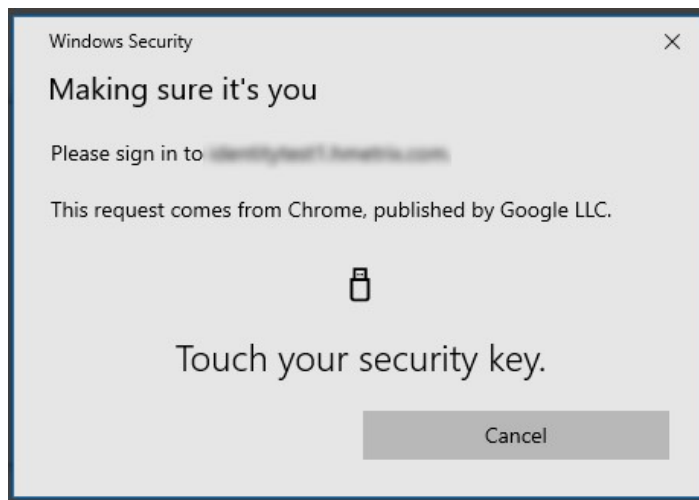 Windows Security
Making sure it's you
Please sign in to
This request comes from Chrome, published by Google LLC.
Touch your security key.
Cancel